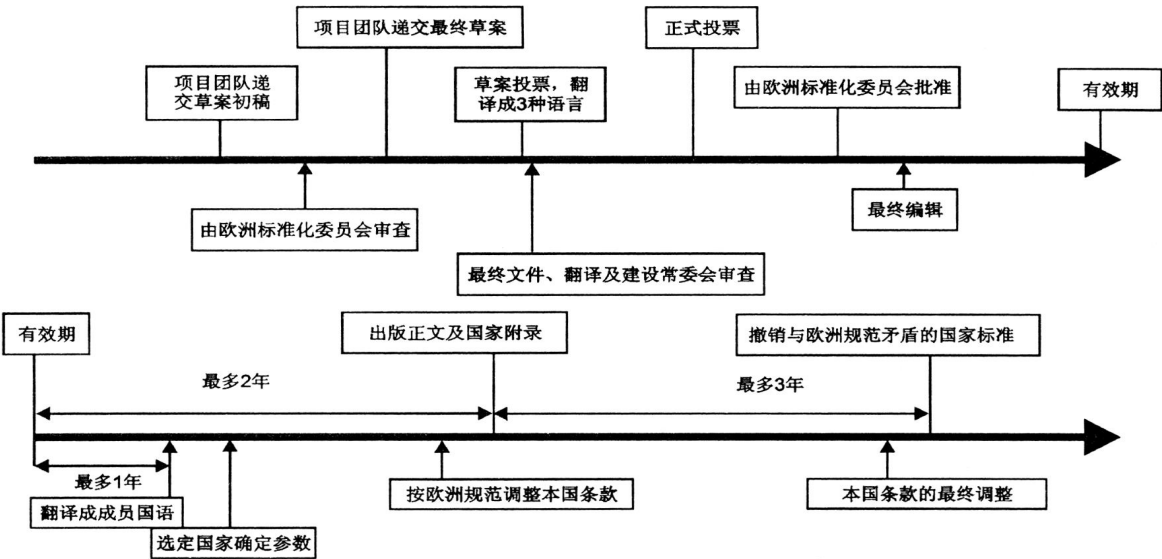 项目团队递交最终草案
正式投票
项目团队递
交草案初稿
草案投票，翻
译成3种语言
由欧洲标准化委员会批准
有效期
由欧洲标准化委员会审查
最终编辑
最终文件、翻译及建设常委会审查
有效期
出版正文及国家附录
撤销与欧洲规范矛盾的国家标准
最多2年
最多3年
最多1年
翻译成成员国语
选定国家确定参数
按欧洲规范调整本国条款
本国条款的最终调整